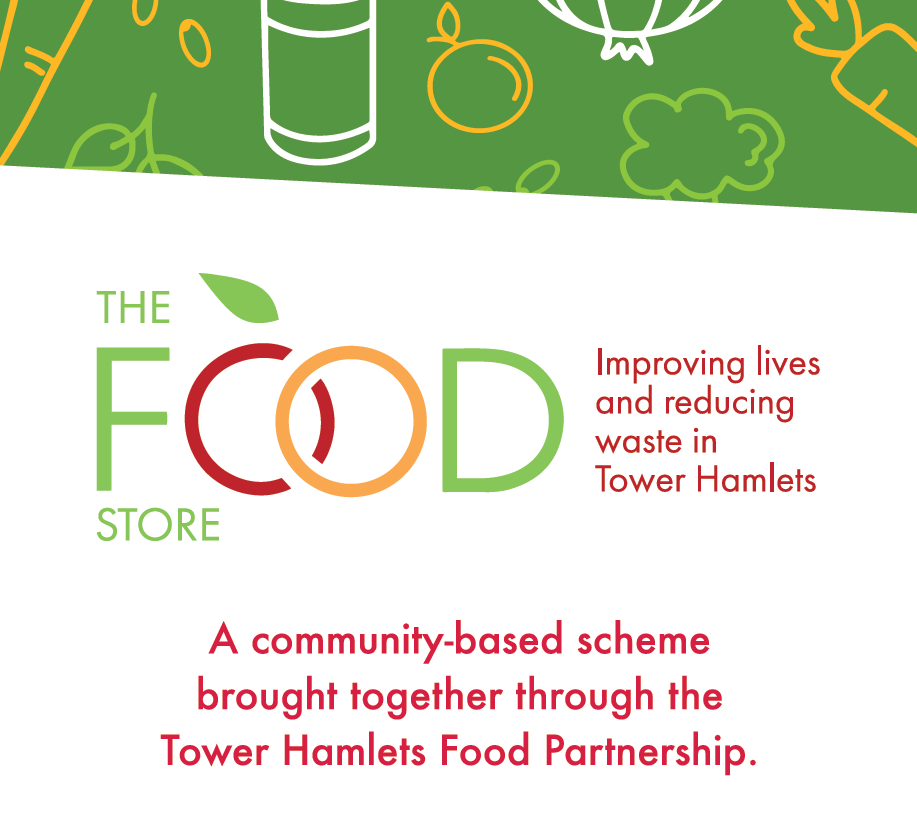 THE
FOOD
STORE
Improving lives
and reducing
waste in
Tower Hamlets
A community-based scheme
brought together through the
Tower Hamlets Food Partnership.